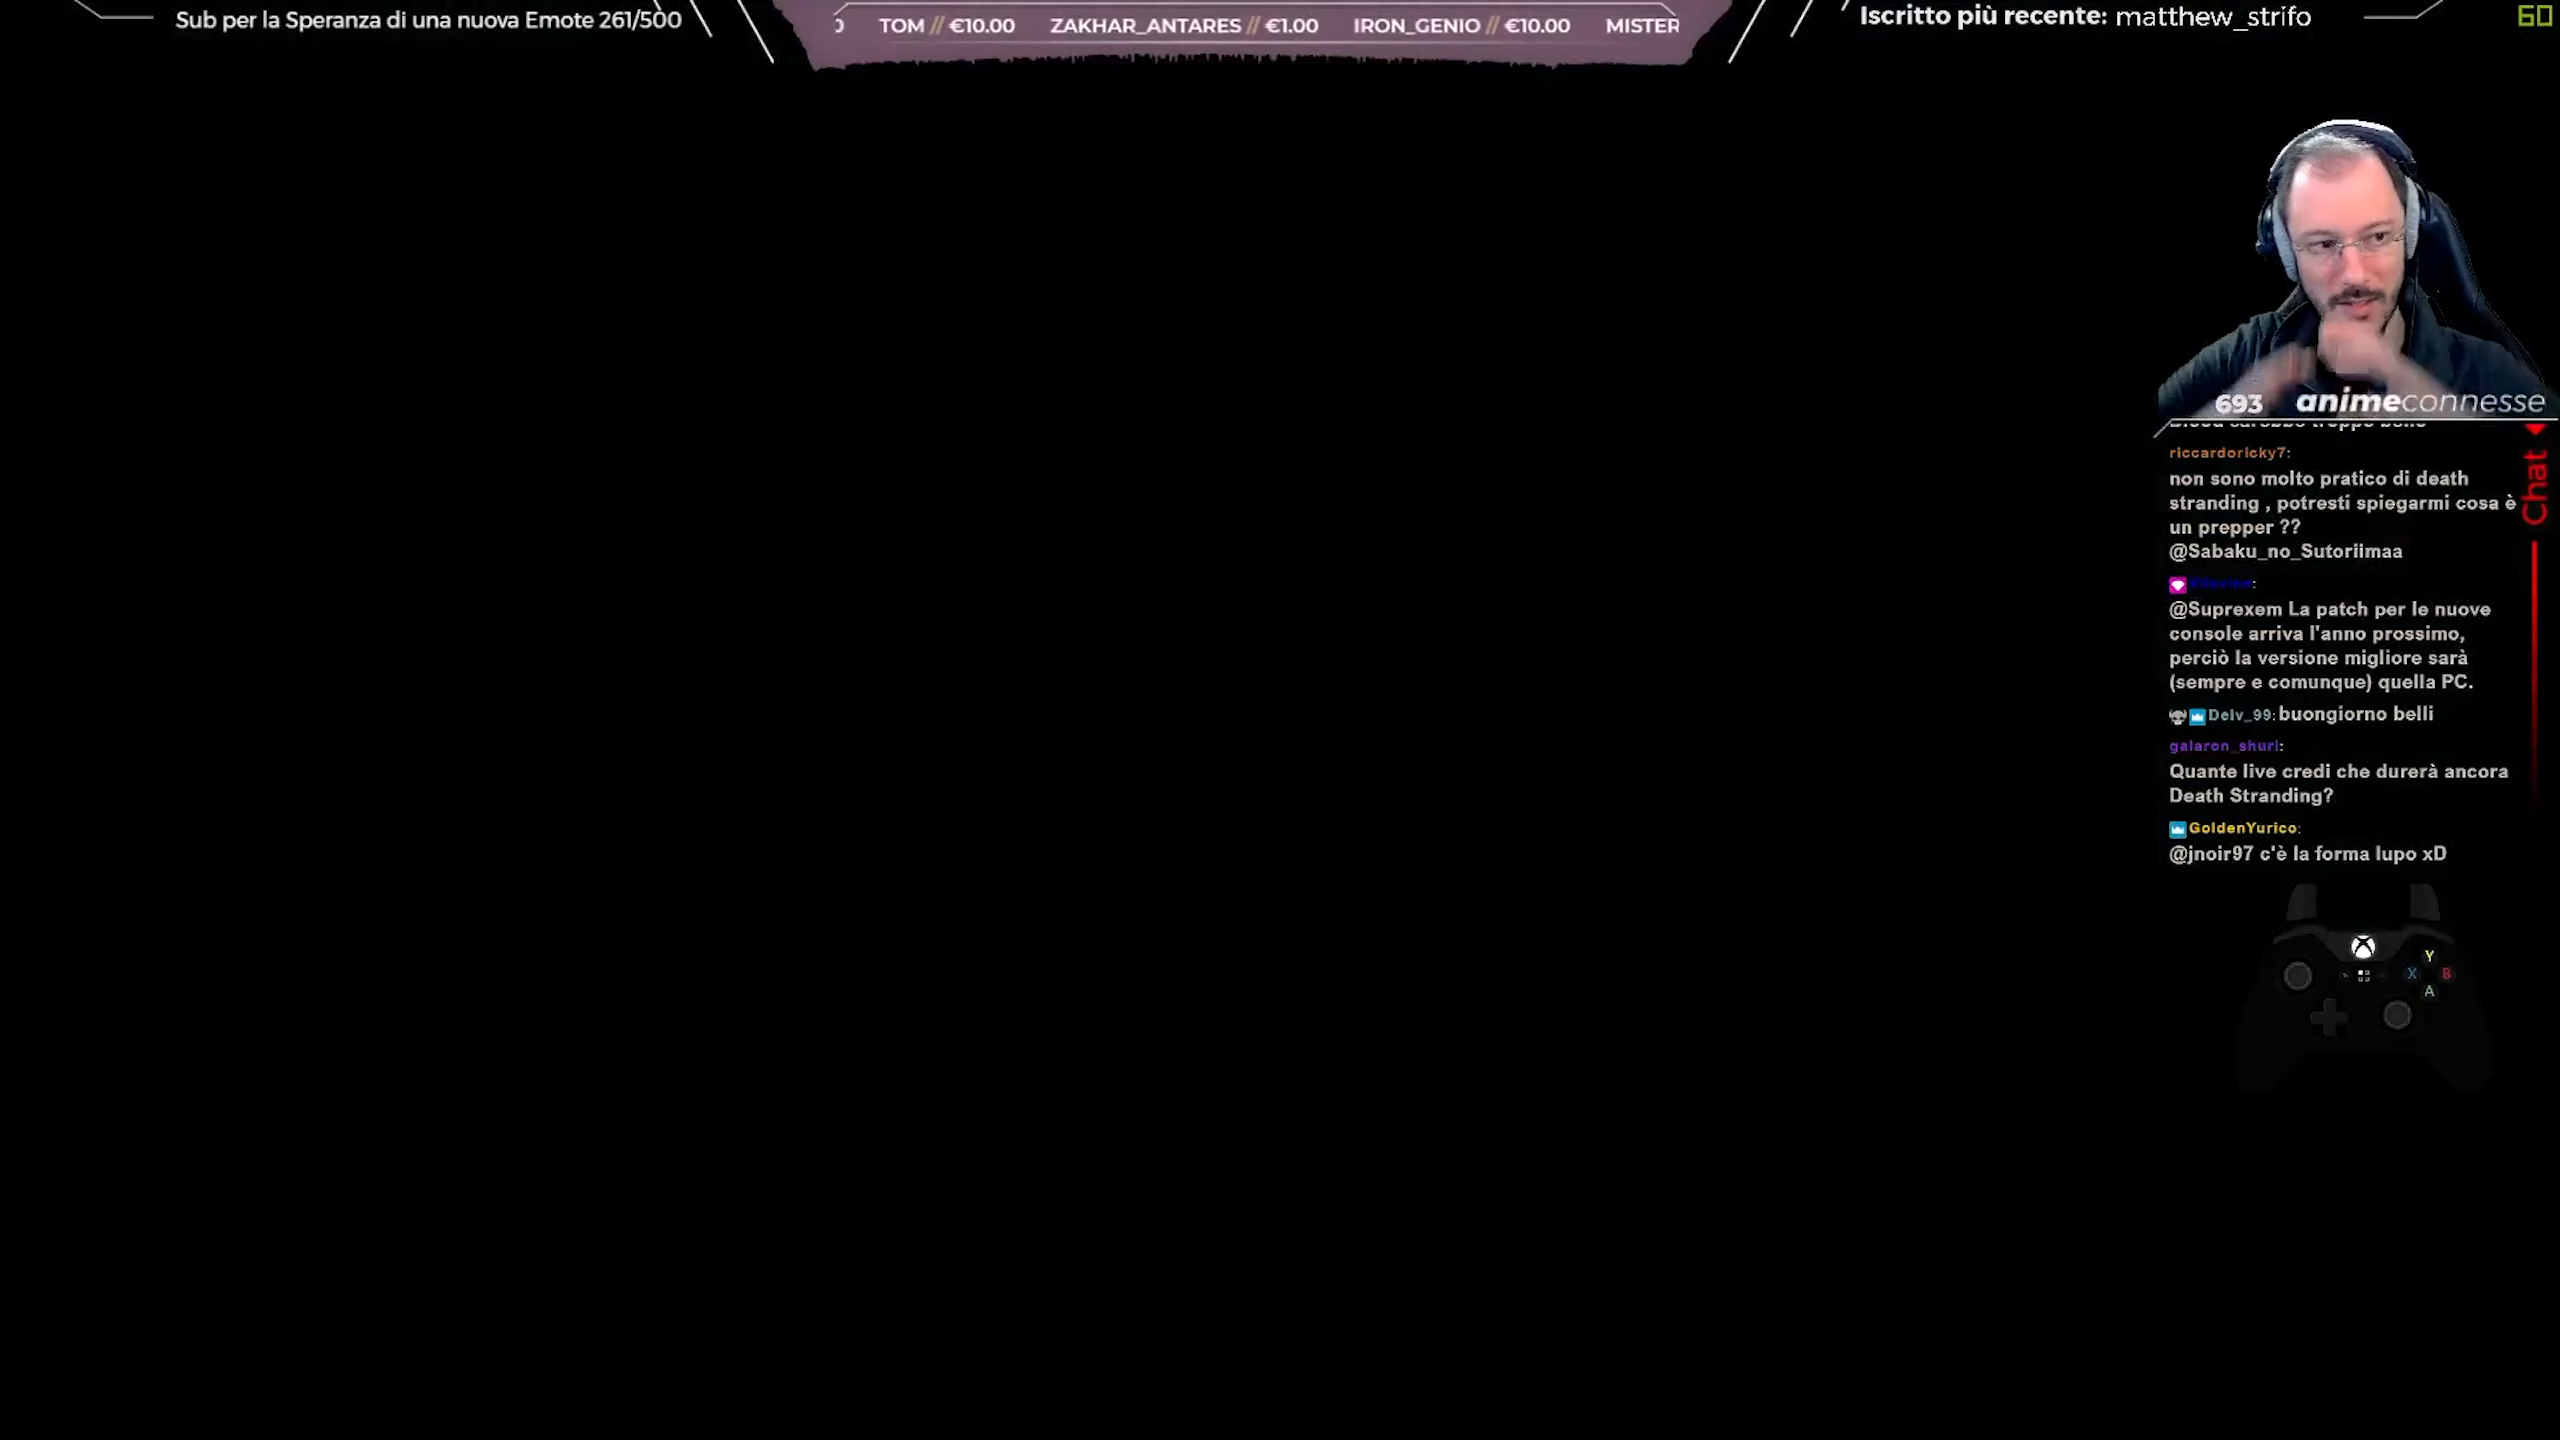 Sub per la Speranza di una nuova Emote 261/500
TOM // €10.00 ZAKHAR_ANTARES // €1.00 IRON_GENIO // €10.00 MISTER
Iscritto più recente: matthew_strifo
60
693 animeconnesse
Chat
riccardoricky7:
non sono molto pratico di death
stranding , potresti spiegarmi cosa è
un prepper ??
@Sabaku_no_Sutoriimaa
@Suprexem La patch per le nuove
console arriva l'anno prossimo,
perciò la versione migliore sarà
(sempre e comunque) quella PC.
Delv_99: buongiorno belli
galaron_shuri:
Quante live credi che durerà ancora
Death Stranding?
GoldenYurico:
@jnoir97 c'è la forma lupo xD
Y
X B
A